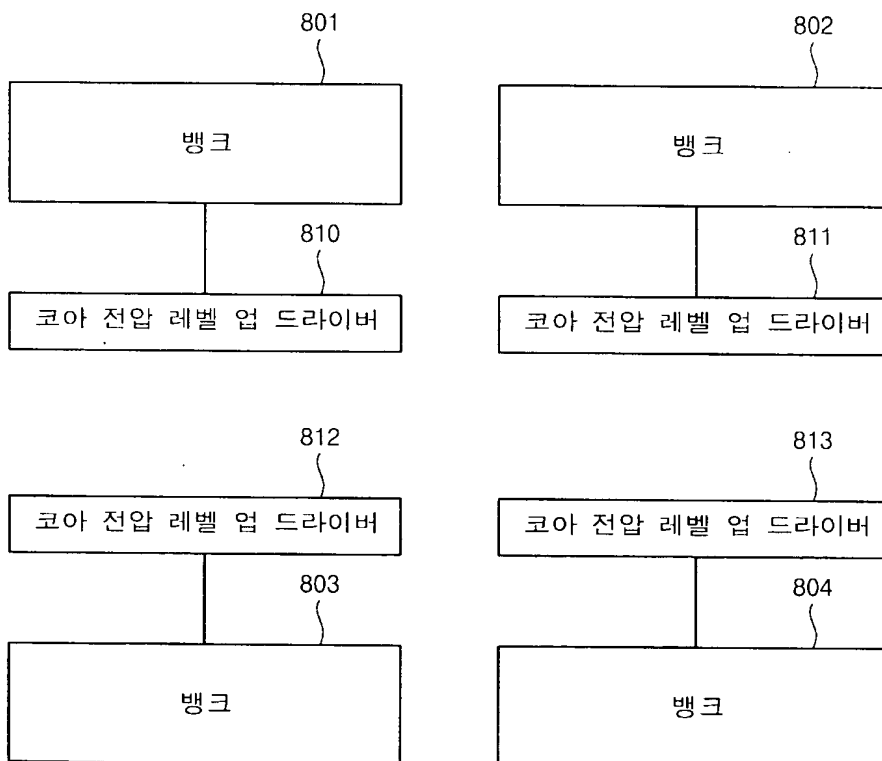 801
802
뱅크
뱅크
810
811
코아 전압 레벨 업 드라이버
코아 전압 레벨 업 드라이버
812
813
코아 전압 레벨 업 드라이버
코아 전압 레벨 업 드라이버
803
804
뱅크
뱅크